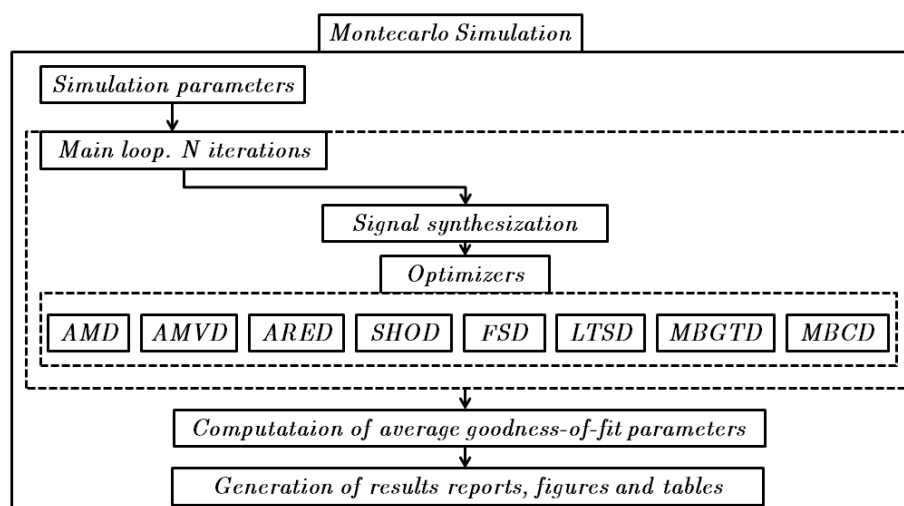 Montecarlo Simulation
Simulation parameters
Main loop. N iterations
Signal synthesization
Optimizers
AMD AMVD ARED SHOD FSD LTSD MBGTD MBCD
Computataion of average goodness-of-fit parameters
Generation of results reports, figures and tables